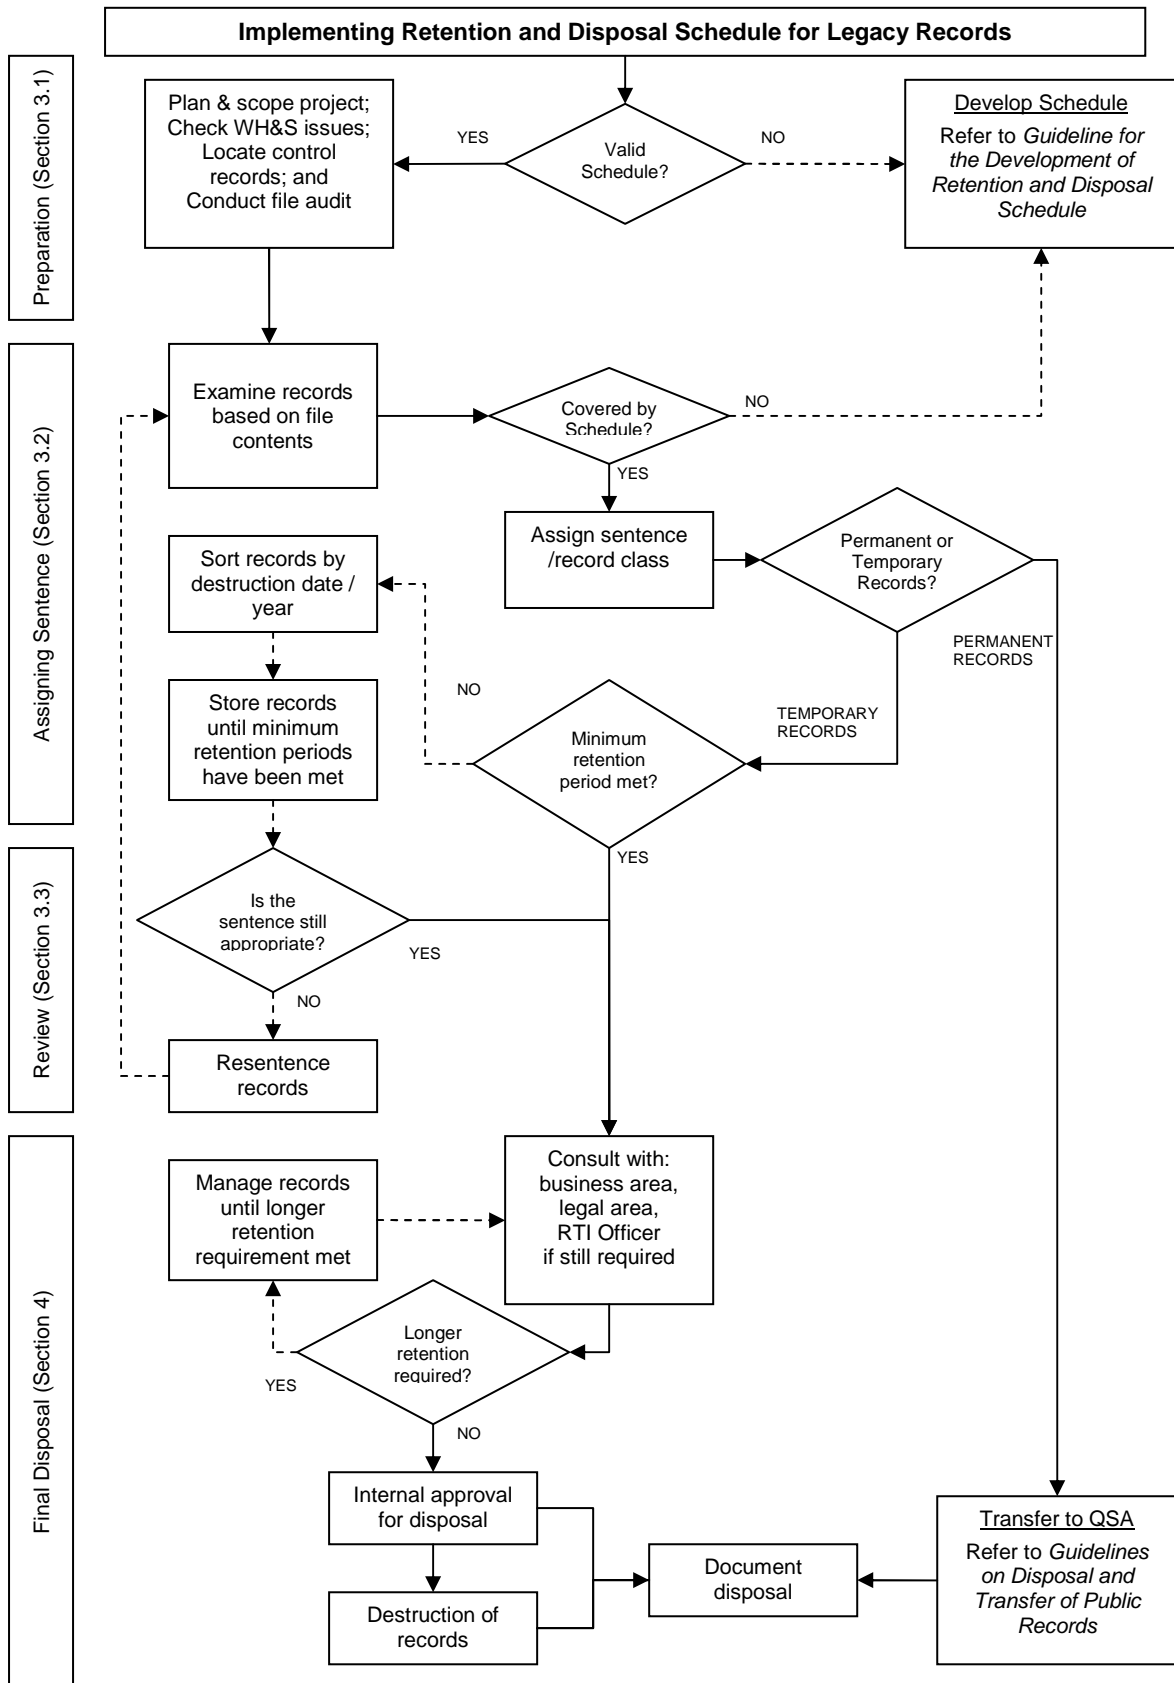 Implementing Retention and Disposal Schedule for Legacy Records
Preparation (Section 3.1)
Plan & scope project;
Check WH&S issues;
Locate control
records; and
Conduct file audit
YES
Valid
Schedule?
NO
Develop Schedule
Refer to Guideline for
the Development of
Retention and Disposal
Schedule
Assigning Sentence (Section 3.2)
Examine records
based on file
contents
Covered by
Schedule?
NO
YES
Assign sentence
/record class
Permanent or
Temporary
Records?
Sort records by
destruction date /
year
PERMANENT
RECORDS
TEMPORARY
RECORDS
NO
Minimum
retention
period met?
Store records
until minimum
retention periods
have been met
YES
Review (Section 3.3)
Is the
sentence still
appropriate?
YES
NO
Resentence
records
Final Disposal (Section 4)
Manage records
until longer
retention
requirement met
Consult with:
business area,
legal area,
RTI Officer
if still required
Longer
retention
required?
YES
NO
Internal approval
for disposal
Destruction of
records
Document
disposal
Transfer to QSA
Refer to Guidelines
on Disposal and
Transfer of Public
Records